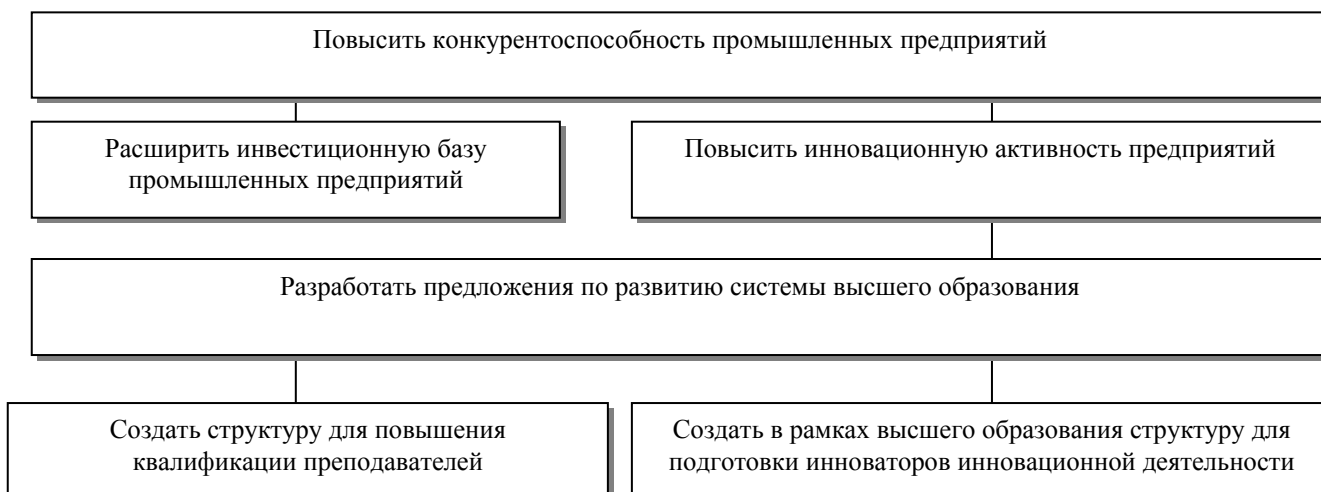 Повысить конкурентоспособность промышленных предприятий
Расширить инвестиционную базу
промышленных предприятий
Повысить инновационную активность предприятий
Разработать предложения по развитию системы высшего образования
Создать структуру для повышения
квалификации преподавателей
Создать в рамках высшего образования структуру для
подготовки инноваторов инновационной деятельности